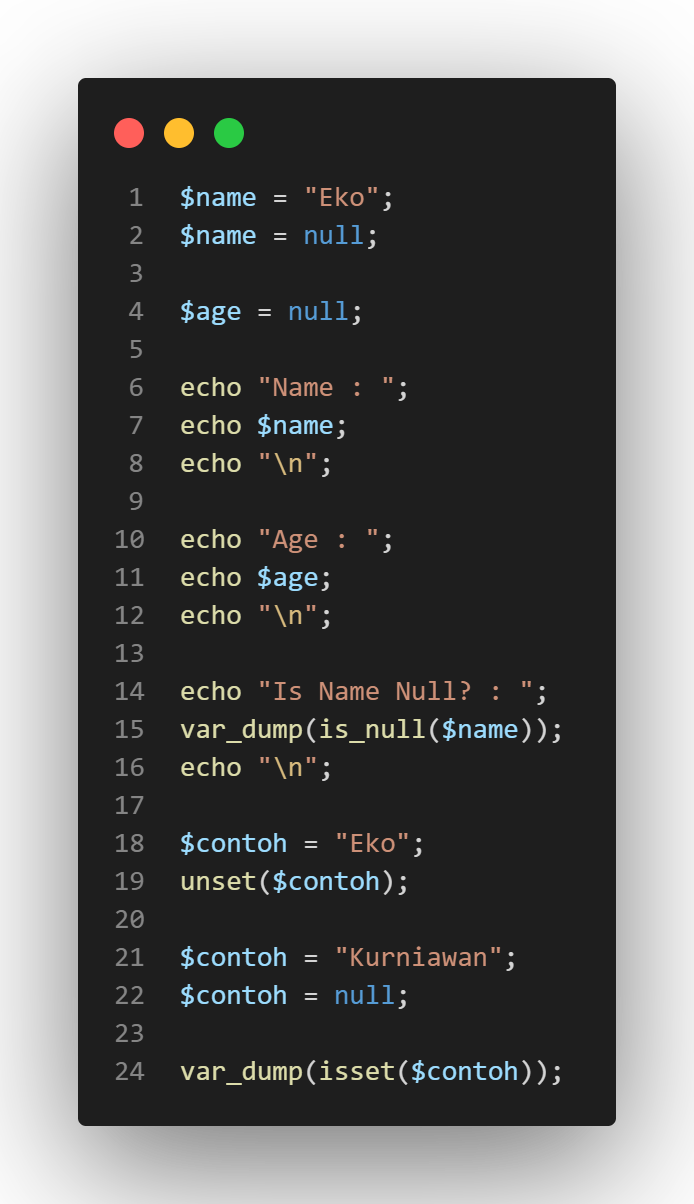 1 $name = "Eko";
2 $name = null;
3
4 $age = null;
5
6 echo "Name : ";
7 echo $name;
8 echo "\n";
9
10 echo "Age : ";
11 echo $age;
12 echo "\n";
13
14 echo "Is Name Null? : ";
15 var_dump(is_null($name));
16 echo "\n";
17
18 $contoh = "Eko";
19 unset($contoh);
20
21 $contoh = "Kurniawan";
22 $contoh = null;
23
24 var_dump(isset($contoh));